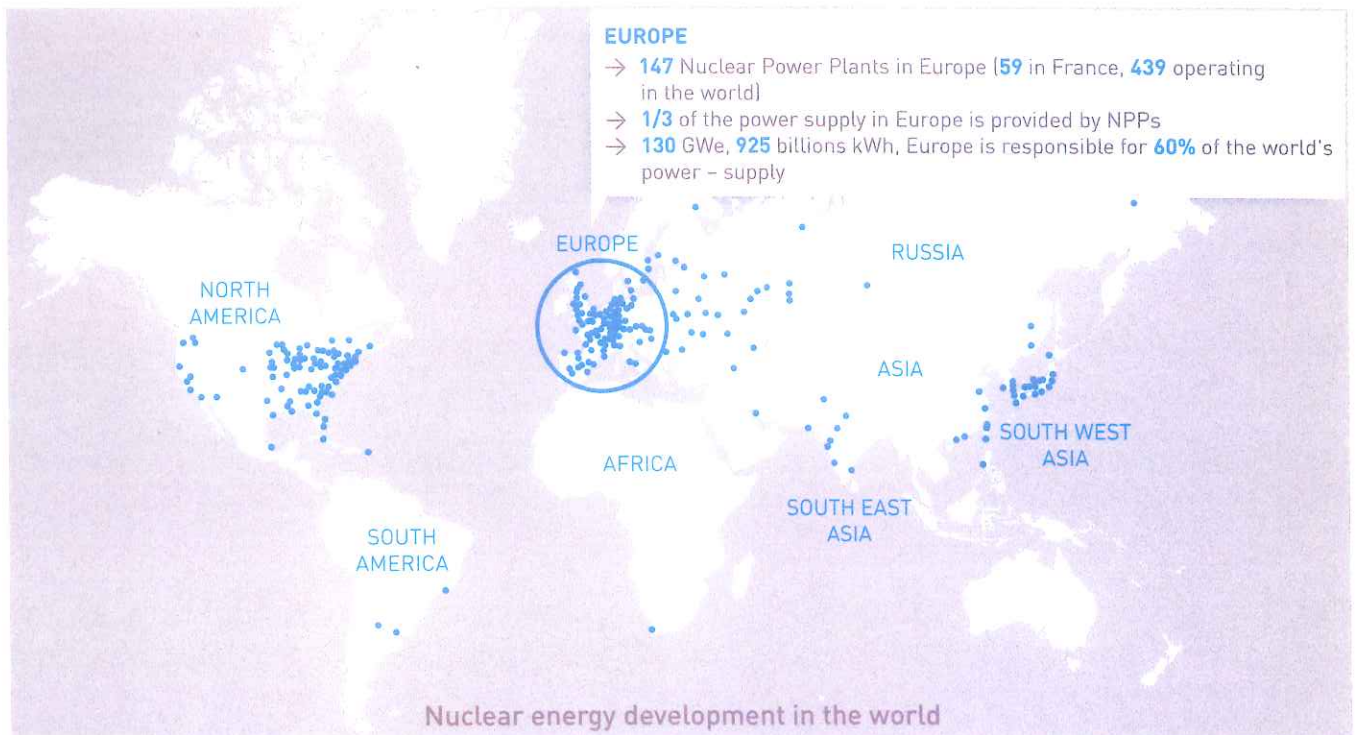 EUROPE
→ 147 Nuclear Power Plants in Europe (59 in France, 439 operating
in the world)
→ 1/3 of the power supply in Europe is provided by NPPs
→ 130 GWe, 925 billions kWh, Europe is responsible for 60% of the world's
power – supply
EUROPE
RUSSIA
NORTH
AMERICA
ASIA
SOUTH WEST
ASIA
AFRICA
SOUTH EAST
ASIA
SOUTH
AMERICA
Nuclear energy development in the world